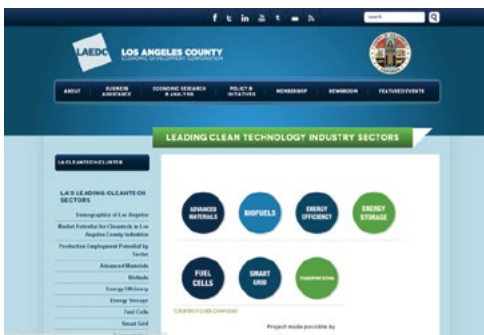 search
LAEDC LOS ANGELES COUNTY
ECONOMIC DEVELOPMENT CORPORATION
ABOUT BUSINESS ASSISTANCE ECONOMIC RESEARCH & ANALYSIS POLICY & INITIATIVES MEMBERSHIP NEWSROOM FEATURED EVENTS
LEADING CLEAN TECHNOLOGY INDUSTRY SECTORS
LA CLEANTECH CLUSTER
LA'S LEADING CLEANTECH
SECTORS
Demographics of Los Angeles
Market Potential for Cleantech in Los
Angeles County Industries
Production Employment Potential by
Sector
Advanced Materials
Biofuels
Energy Efficiency
Energy Storage
Fuel Cells
Smart Grid
ADVANCED
MATERIALS
BIOFUELS
ENERGY
EFFICIENCY
ENERGY
STORAGE
FUEL
CELLS
SMART
GRID
TRANSPORTATION
Cleantech Data Download
Project made possible by